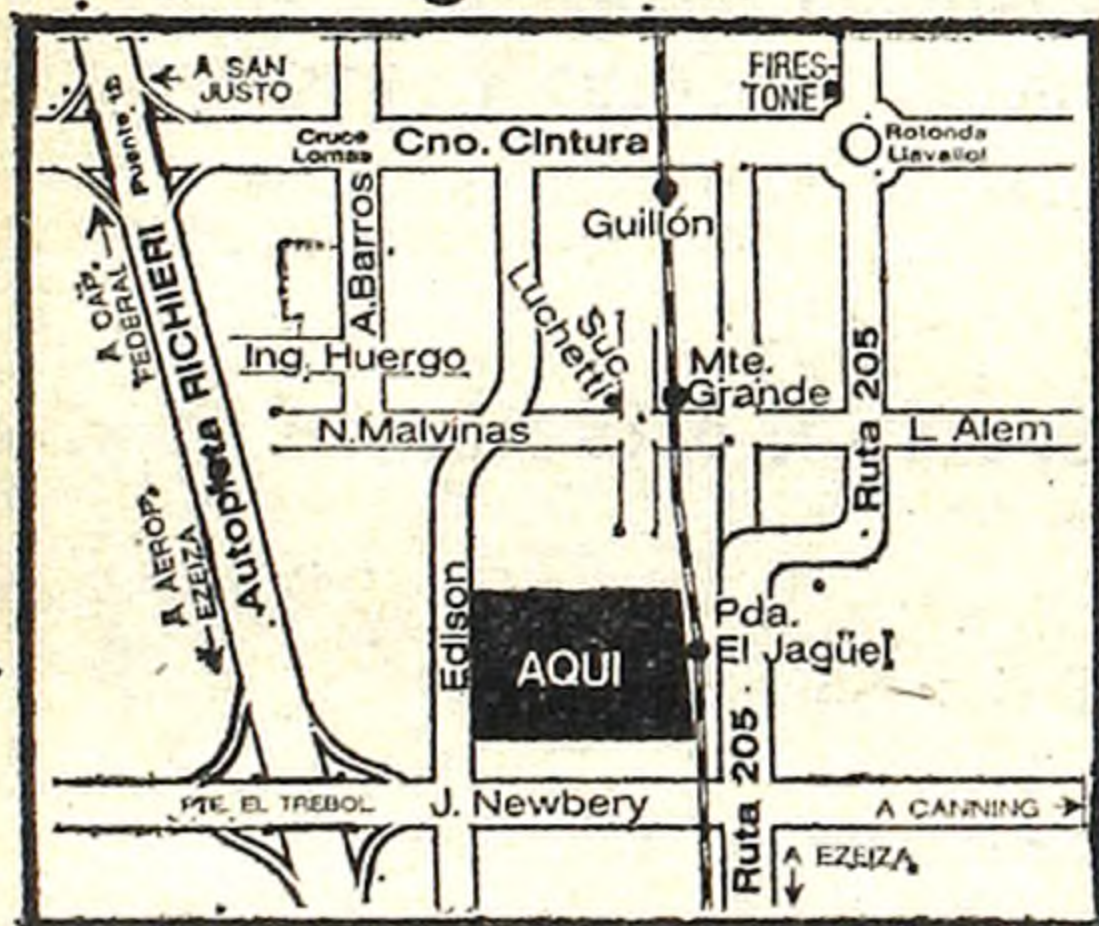 A SAN
JUSTO
FIRES-
TONE
Puente 12
Cruce
Lomas
Cno. Cintura
Rotonda
Llavallol
Guillón
A. Barros
A CAP.
FEDERAL
Autopista RICHIERI
Luchetti
Suc.
Ing. Huergo
Mte.
Grande
N. Malvinas
L. Alem
Ruta 205
A AEROP.
EZEIZA
Edison
AQUI
Pda.
El Jagüel
Ruta 205
PTE. EL TREBOL
J. Newbery
A CANNING
A EZEIZA